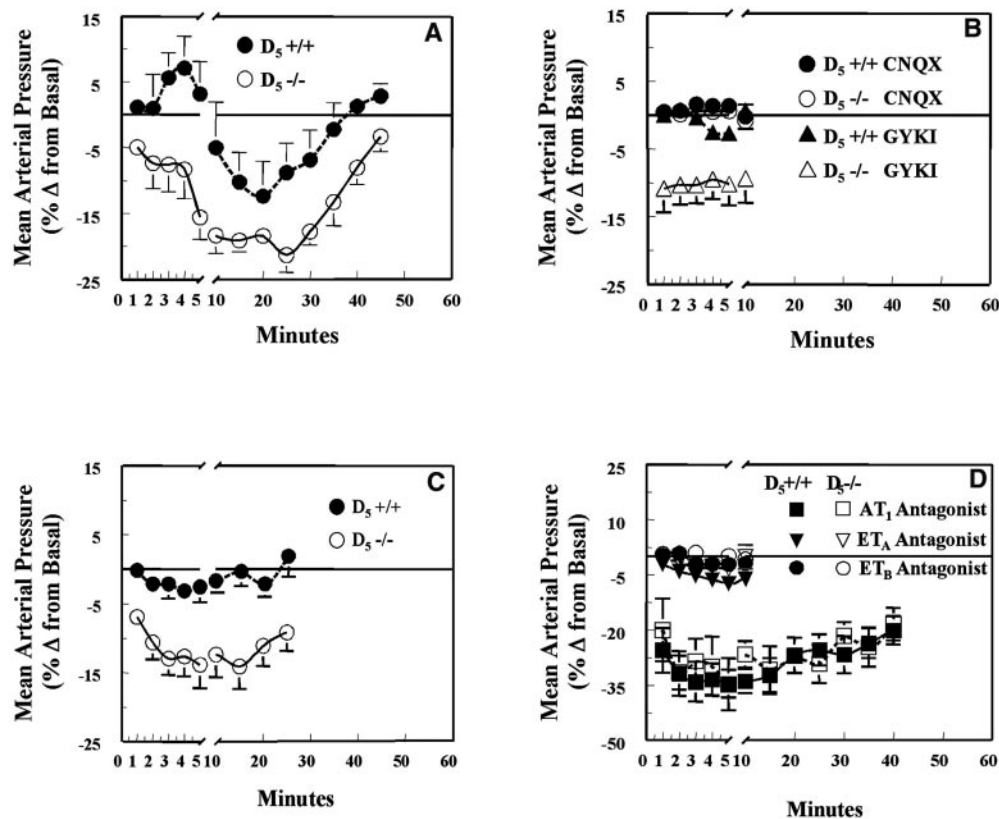 A
Mean Arterial Pressure
(% Δ from Basal)
15
5
-5
-15
-25
D5 +/+
D5 -/-
0 1 2 3 4 5 10 20 30 40 50 60
Minutes
B
Mean Arterial Pressure
(% Δ from Basal)
15
5
-5
-15
-25
D5 +/+ CNQX
D5 -/- CNQX
D5 +/+ GYKI
D5 -/- GYKI
0 1 2 3 4 5 10 20 30 40 50 60
Minutes
C
Mean Arterial Pressure
(% Δ from Basal)
15
5
-5
-15
-25
D5 +/+
D5 -/-
0 1 2 3 4 5 10 20 30 40 50 60
Minutes
D
Mean Arterial Pressure
(% Δ from Basal)
25
10
-5
-20
-35
-50
D5+/+ D5-/-
AT1 Antagonist
ETA Antagonist
ETB Antagonist
0 1 2 3 4 5 10 20 30 40 50 60
Minutes